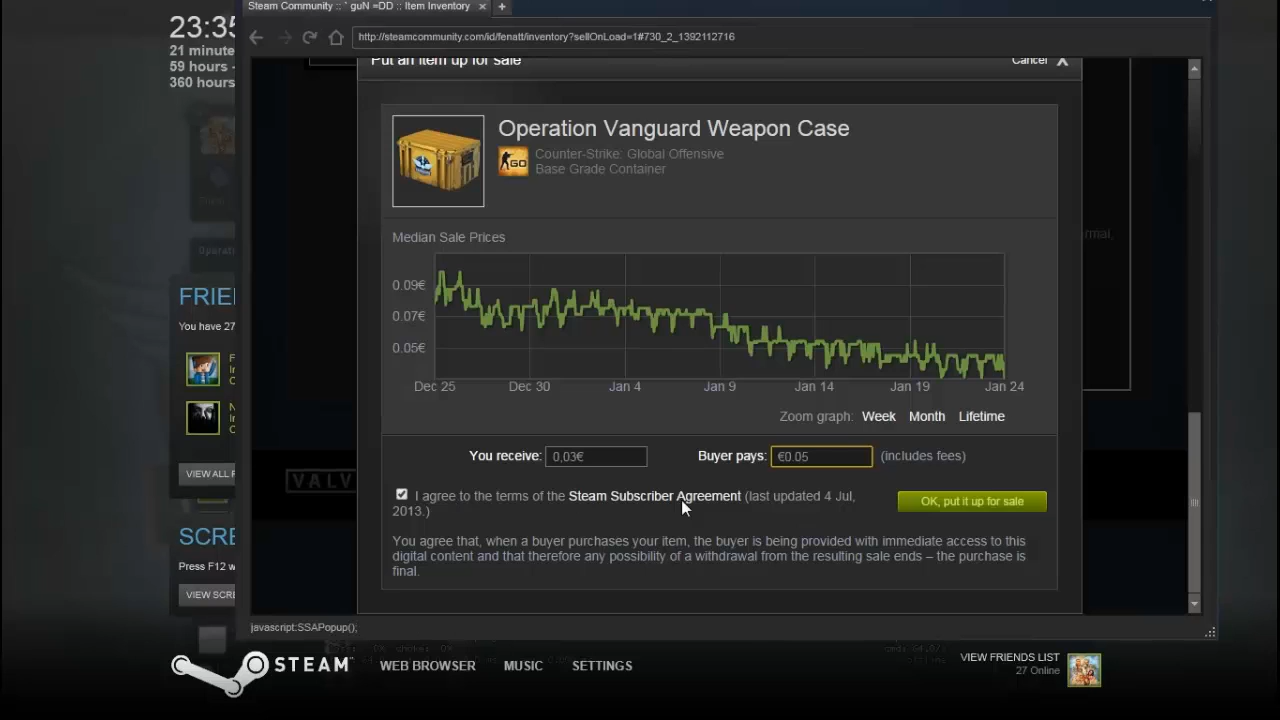 Steam Community :: ` guN =DD :: Item Inventory
23:35
21 minute
59 hours -
360 hours
http://steamcommunity.com/id/fenatt/inventory?sellOnLoad=1#730_2_1392112716
Put an item up for sale
Cancel X
Operation Vanguard Weapon Case
Counter-Strike: Global Offensive
Base Grade Container
GO
Operati
rmal,
Median Sale Prices
0.09€
0.07€
0.05€
Dec 25 Dec 30 Jan 4 Jan 9 Jan 14 Jan 19 Jan 24
Zoom graph: Week Month Lifetime
FRIE
You have 27
F
In
C
N
In
C
VIEW ALL F
VALV
You receive: 0,03€ Buyer pays: €0.05 (includes fees)
I agree to the terms of the Steam Subscriber Agreement (last updated 4 Jul,
2013.)
OK, put it up for sale
You agree that, when a buyer purchases your item, the buyer is being provided with immediate access to this
digital content and that therefore any possibility of a withdrawal from the resulting sale ends – the purchase is
final.
SCRE
Press F12 w
VIEW SCRE
javascript:SSAPopup();
STEAM™
WEB BROWSER MUSIC SETTINGS
VIEW FRIENDS LIST
27 Online